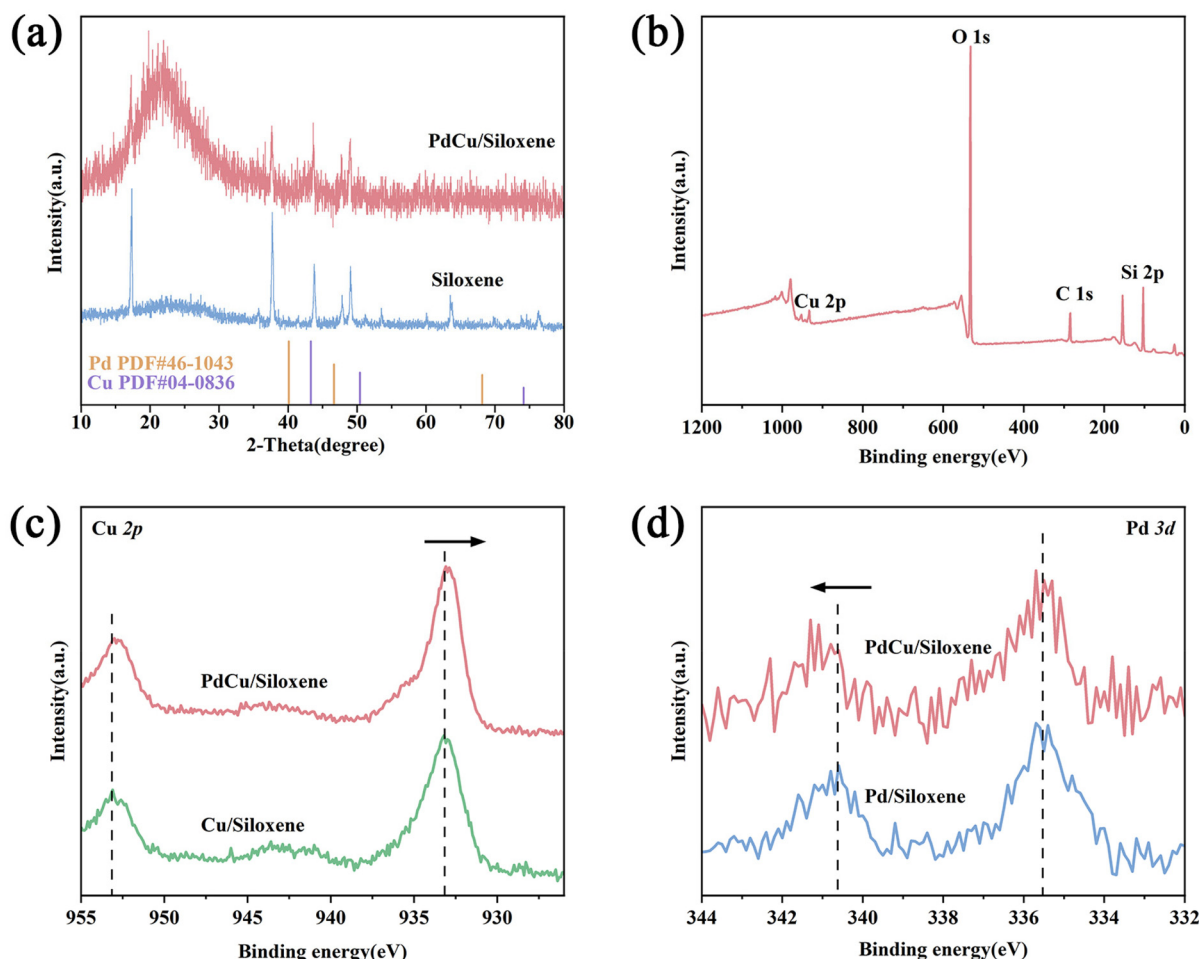 (a)
Intensity(a.u.)
PdCu/Siloxene
Siloxene
Pd PDF#46-1043
Cu PDF#04-0836
10 20 30 40 50 60 70 80
2-Theta(degree)
(b)
Intensity(a.u.)
O 1s
Cu 2p
C 1s
Si 2p
1200 1000 800 600 400 200 0
Binding energy(eV)
(c)
Cu 2p
Intensity(a.u.)
PdCu/Siloxene
Cu/Siloxene
955 950 945 940 935 930
Binding energy(eV)
(d)
Pd 3d
Intensity(a.u.)
PdCu/Siloxene
Pd/Siloxene
344 342 340 338 336 334 332
Binding energy(eV)